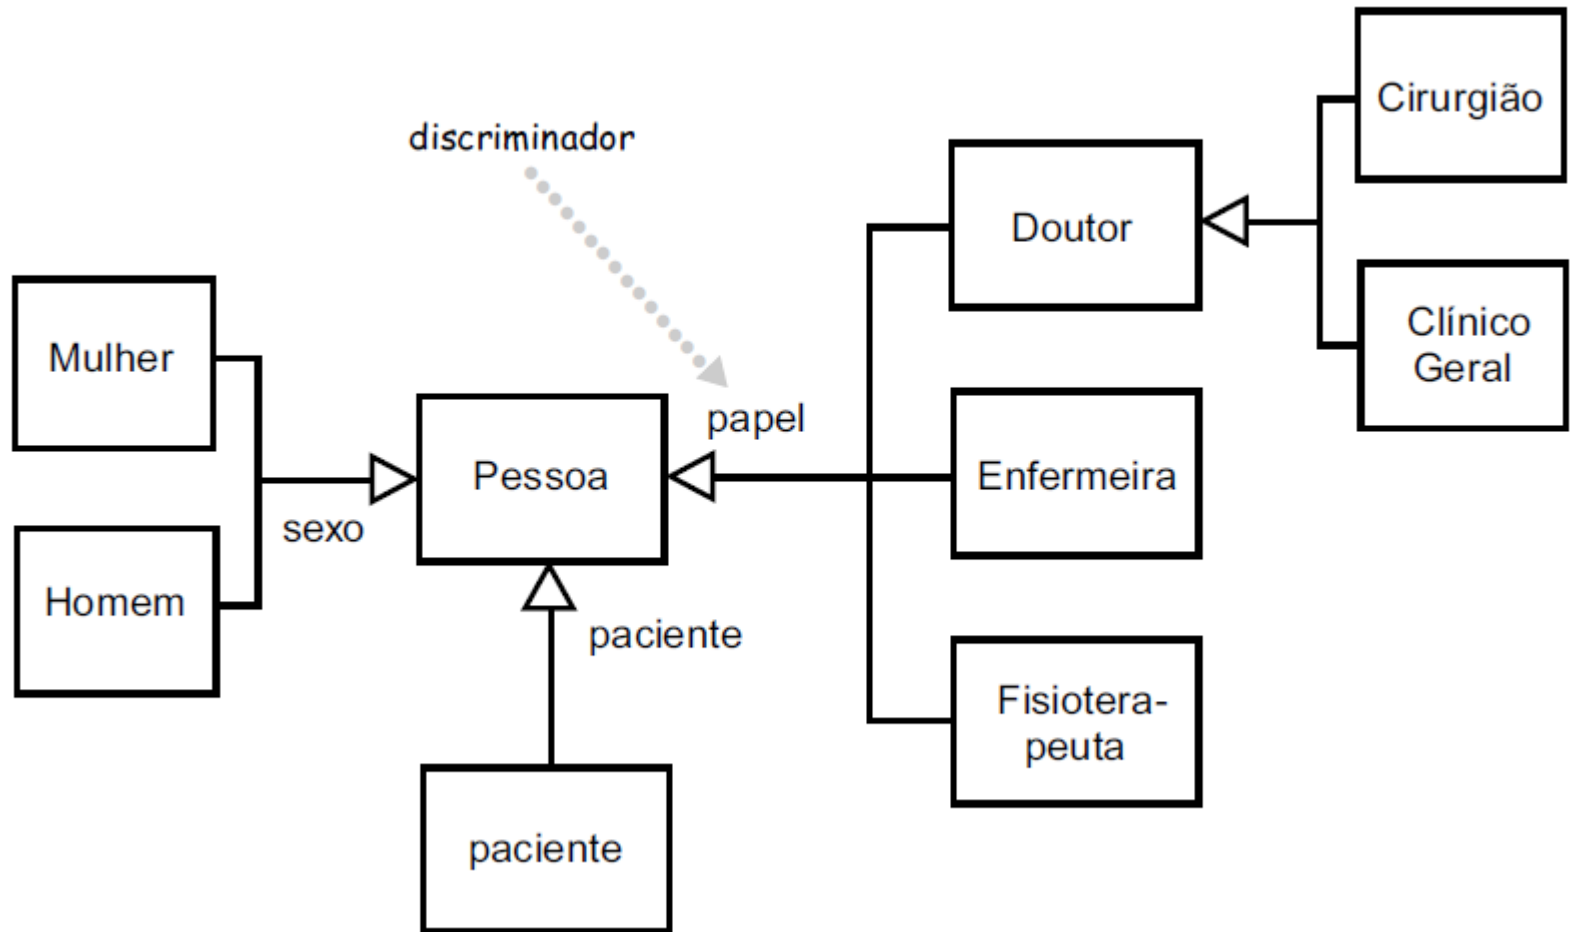 Cirurgião
discriminador
Doutor
Clínico
Geral
Mulher
papel
Pessoa
Enfermeira
sexo
Homem
paciente
Fisiotera-
peuta
paciente